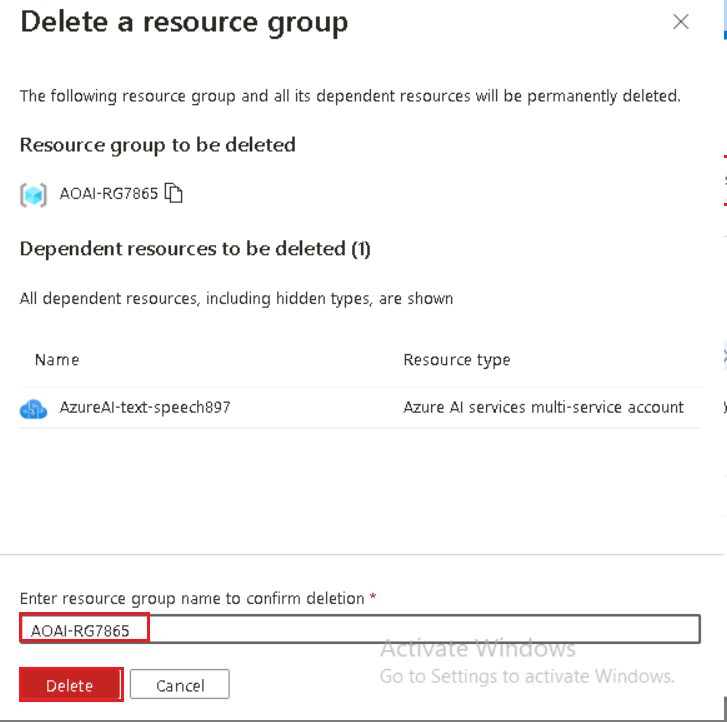 Delete a resource group
The following resource group and all its dependent resources will be permanently deleted.
Resource group to be deleted
AOAI-RG7865
Dependent resources to be deleted (1)
All dependent resources, including hidden types, are shown
Name Resource type
AzureAI-text-speech897 Azure AI services multi-service account
Enter resource group name to confirm deletion *
AOAI-RG7865
Activate Windows
Go to Settings to activate Windows.
Delete Cancel